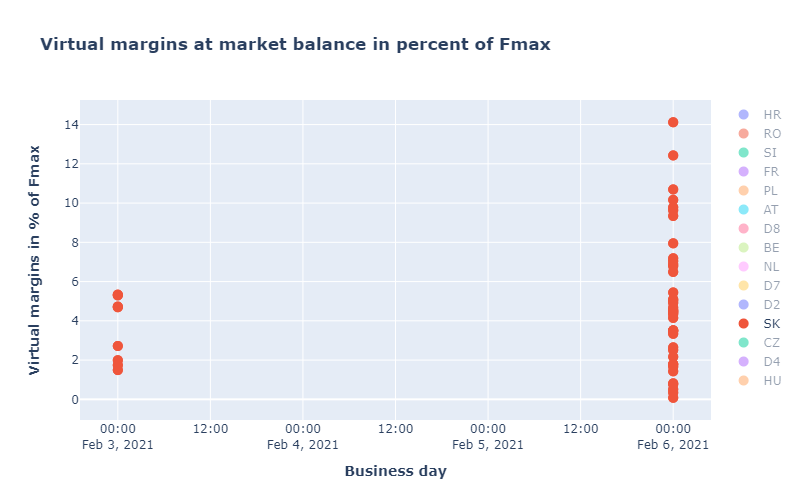 Virtual margins at market balance in percent of Fmax
Virtual margins in % of Fmax
14
12
10
8
6
4
2
0
00:00
Feb 3, 2021
12:00
00:00
Feb 4, 2021
12:00
00:00
Feb 5, 2021
12:00
00:00
Feb 6, 2021
Business day
HR
RO
SI
FR
PL
AT
D8
BE
NL
D7
D2
SK
CZ
D4
HU